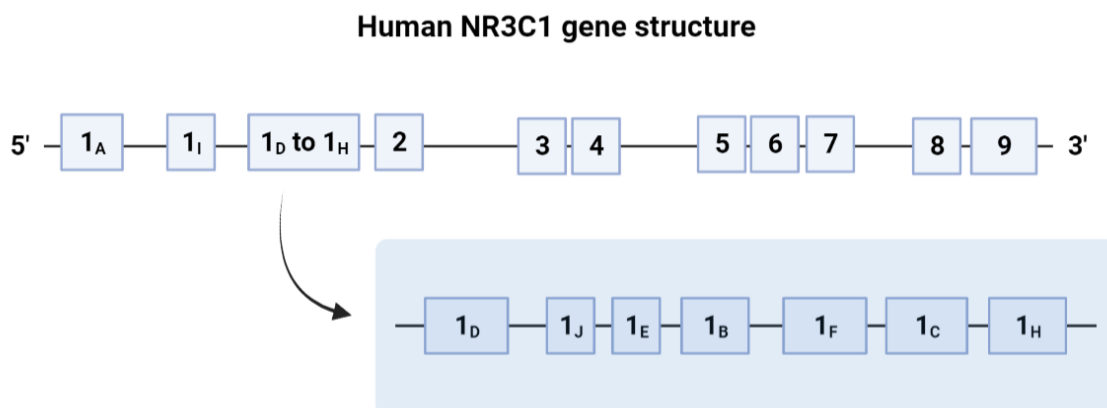 Human NR3C1 gene structure
5' 1A 1I 1D to 1H 2 3 4 5 6 7 8 9 3'
1D 1J 1E 1B 1F 1C 1H